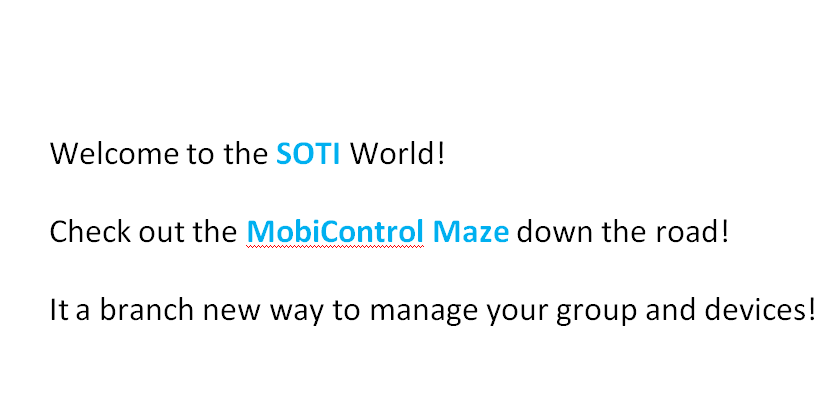 Welcome to the SOTI World!
Check out the MobiControl Maze down the road!
It a branch new way to manage your group and devices!